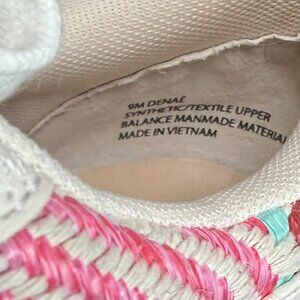 9M DENAE
SYNTHETIC/TEXTILE UPPER
BALANCE MANMADE MATERIAL
MADE IN VIETNAM